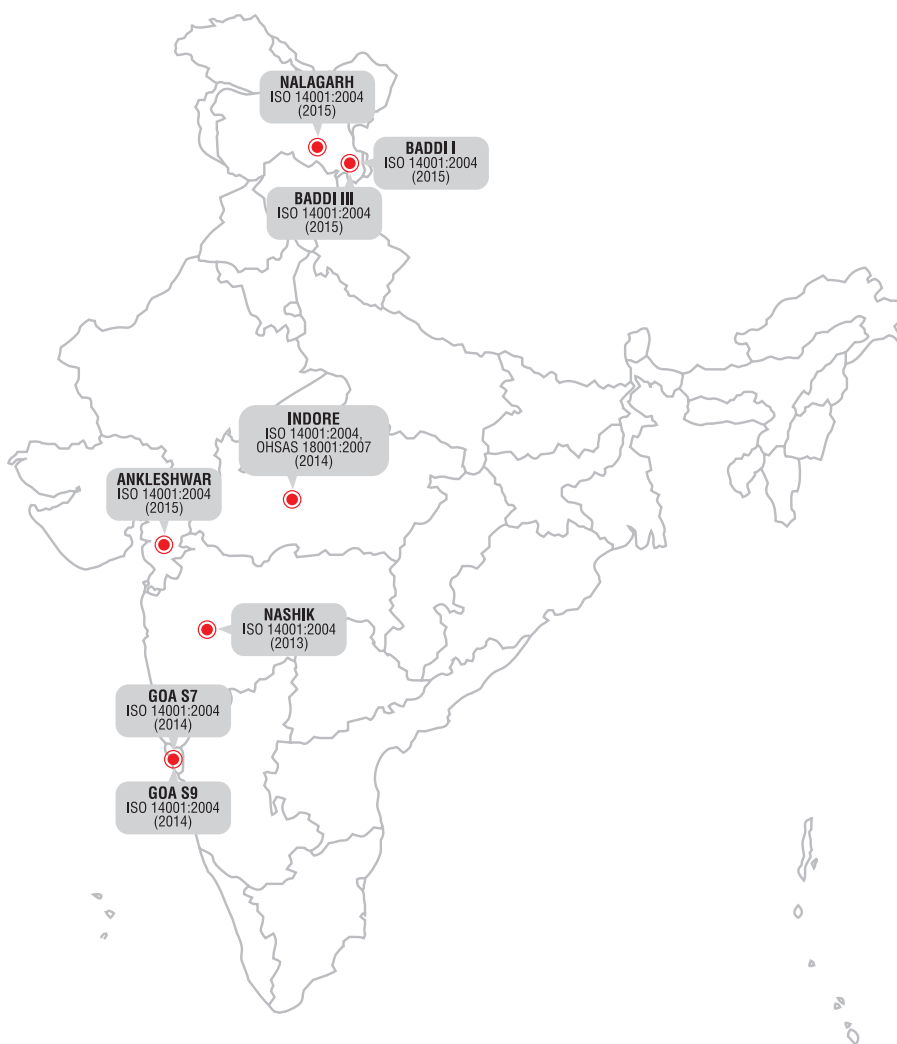 NALAGARH
ISO 14001:2004
(2015)
BADDI I
ISO 14001:2004
(2015)
BADDI III
ISO 14001:2004
(2015)
INDORE
ISO 14001:2004,
OHSAS 18001:2007
(2014)
ANKLESHWAR
ISO 14001:2004
(2015)
NASHIK
ISO 14001:2004
(2013)
GOA S7
ISO 14001:2004
(2014)
GOA S9
ISO 14001:2004
(2014)